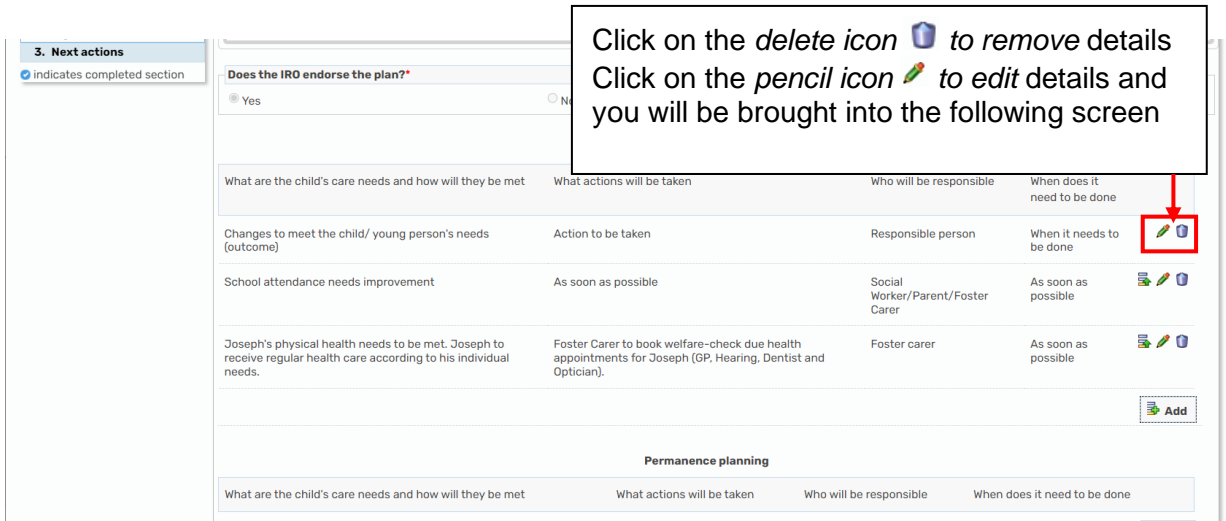 Click on the delete icon to remove details
Click on the pencil icon to edit details and
you will be brought into the following screen
3. Next actions
indicates completed section
Does the IRO endorse the plan?*
Yes
What are the child's care needs and how will they be met What actions will be taken Who will be responsible When does it
need to be done
Changes to meet the child/ young person's needs Action to be taken Responsible person When it needs to
(outcome) be done
School attendance needs improvement As soon as possible Social As soon as
Worker/Parent/Foster possible
Carer
Joseph's physical health needs to be met. Joseph to Foster Carer to book welfare-check due health Foster carer As soon as
receive regular health care according to his individual appointments for Joseph (GP, Hearing, Dentist and possible
needs. Optician).
Add
Permanence planning
What are the child's care needs and how will they be met What actions will be taken Who will be responsible When does it need to be done